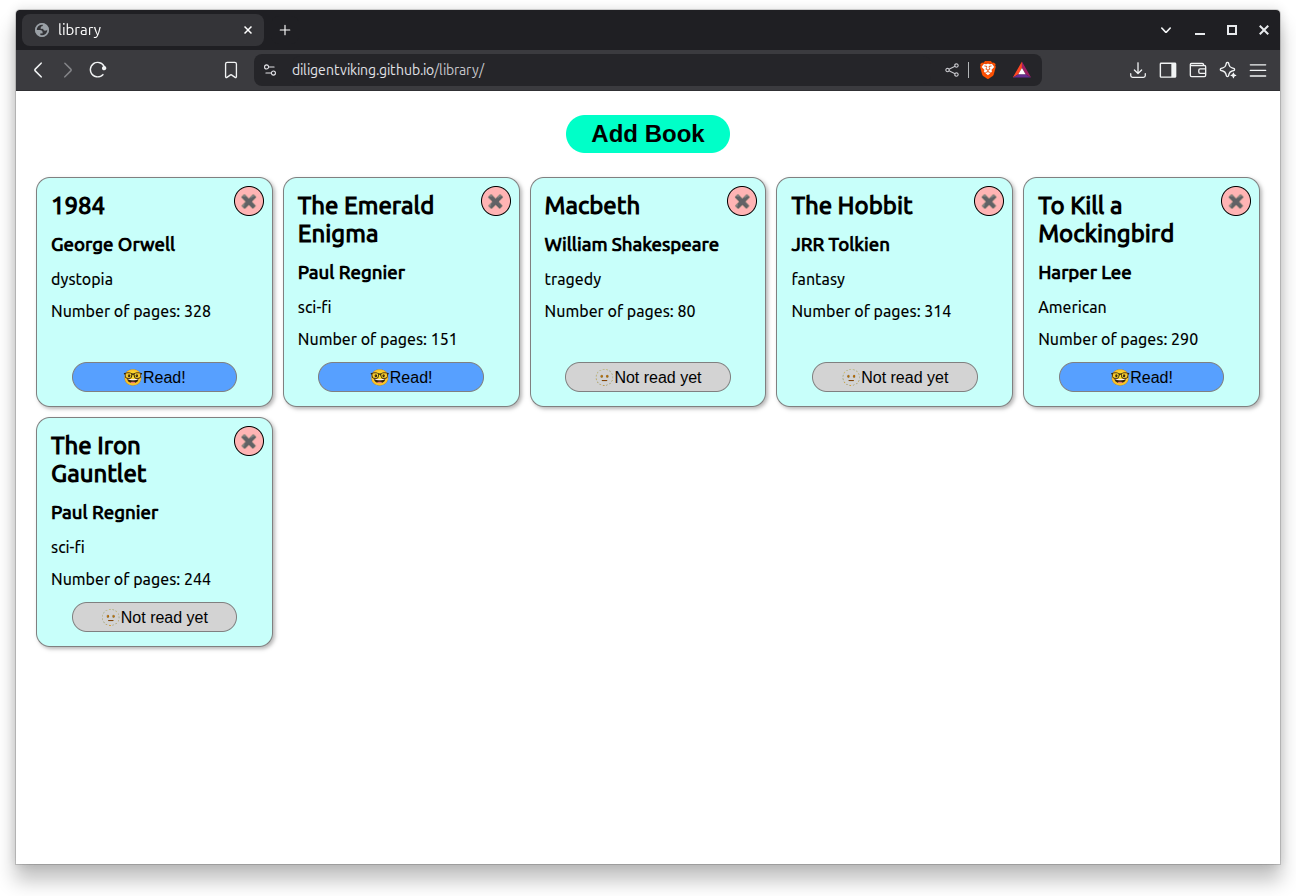 library
diligentviking.github.io/library/
Add Book
1984
George Orwell
dystopia
Number of pages: 328
🤓Read!
The Emerald
Enigma
Paul Regnier
sci-fi
Number of pages: 151
🤓Read!
Macbeth
William Shakespeare
tragedy
Number of pages: 80
🫥Not read yet
The Hobbit
JRR Tolkien
fantasy
Number of pages: 314
🫥Not read yet
To Kill a
Mockingbird
Harper Lee
American
Number of pages: 290
🤓Read!
The Iron
Gauntlet
Paul Regnier
sci-fi
Number of pages: 244
🫥Not read yet